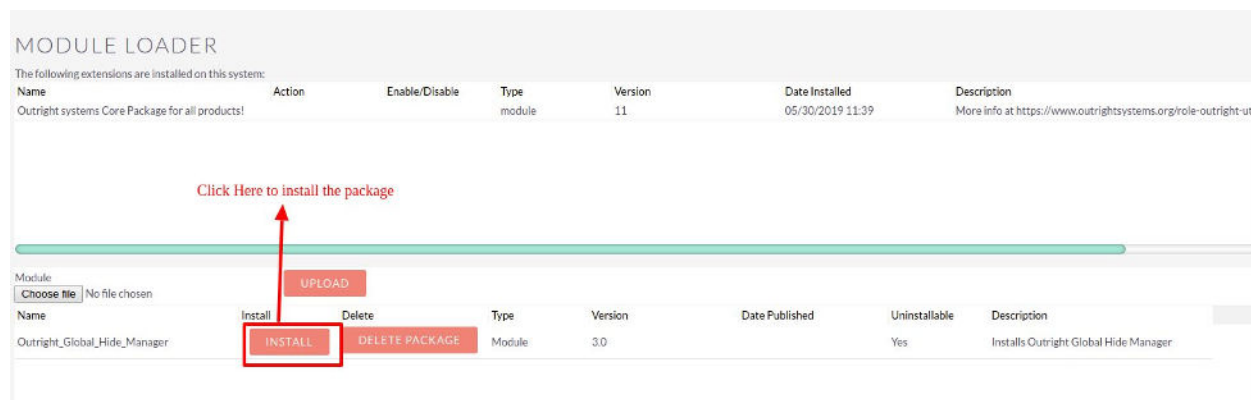 MODULE LOADER
The following extensions are installed on this system:
Name Action Enable/Disable Type Version Date Installed Description
Outright systems Core Package for all products! module 11 05/30/2019 11:39 More info at https://www.outrightsystems.org/role-outright-ut
Click Here to install the package
Module
Choose file No file chosen UPLOAD
Name Install Delete Type Version Date Published Uninstallable Description
Outright_Global_Hide_Manager INSTALL DELETE PACKAGE Module 3.0 Yes Installs Outright Global Hide Manager